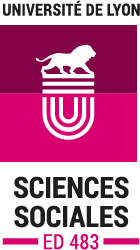 UNIVERSITÉ DE LYON
SCIENCES
SOCIALES
ED 483